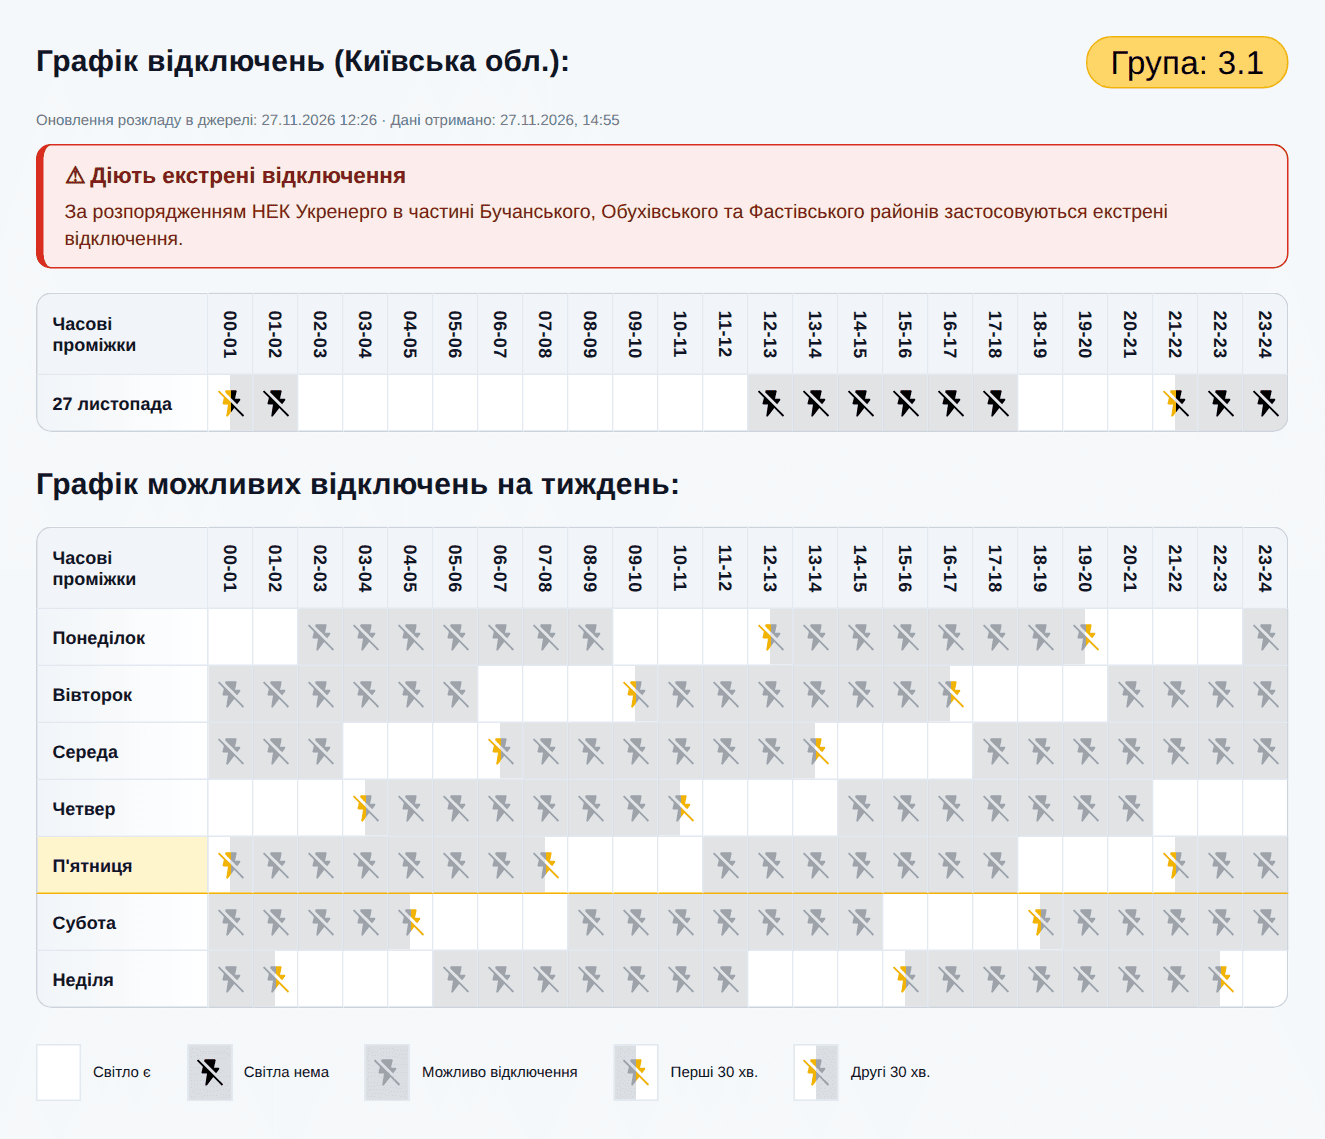 Графік відключень (Київська обл.):
Група: 3.1
Оновлення розкладу в джерелі: 27.11.2026 12:26 · Дані отримано: 27.11.2026, 14:55
⚠ Діють екстрені відключення
За розпорядженням НЕК Укренерго в частині Бучанського, Обухівського та Фастівського районів застосовуються екстрені
відключення.
Часові
проміжки
00-01 01-02 02-03 03-04 04-05 05-06 06-07 07-08 08-09 09-10 10-11 11-12 12-13 13-14 14-15 15-16 16-17 17-18 18-19 19-20 20-21 21-22 22-23 23-24
27 листопада
Графік можливих відключень на тиждень:
Часові
проміжки
00-01 01-02 02-03 03-04 04-05 05-06 06-07 07-08 08-09 09-10 10-11 11-12 12-13 13-14 14-15 15-16 16-17 17-18 18-19 19-20 20-21 21-22 22-23 23-24
Понеділок
Вівторок
Середа
Четвер
П'ятниця
Субота
Неділя
Світло є
Світла нема
Можливо відключення
Перші 30 хв.
Другі 30 хв.